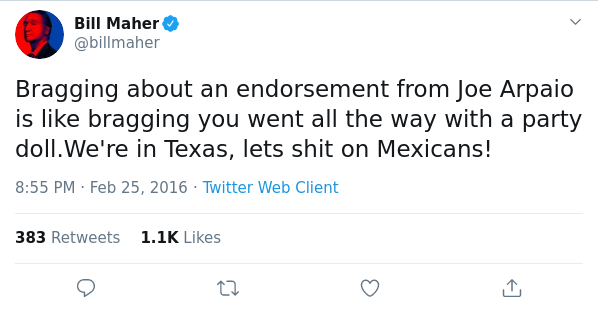 Bill Maher
@billmaher
Bragging about an endorsement from Joe Arpaio
is like bragging you went all the way with a party
doll.We're in Texas, lets shit on Mexicans!
8:55 PM · Feb 25, 2016 · Twitter Web Client
383 Retweets 1.1K Likes